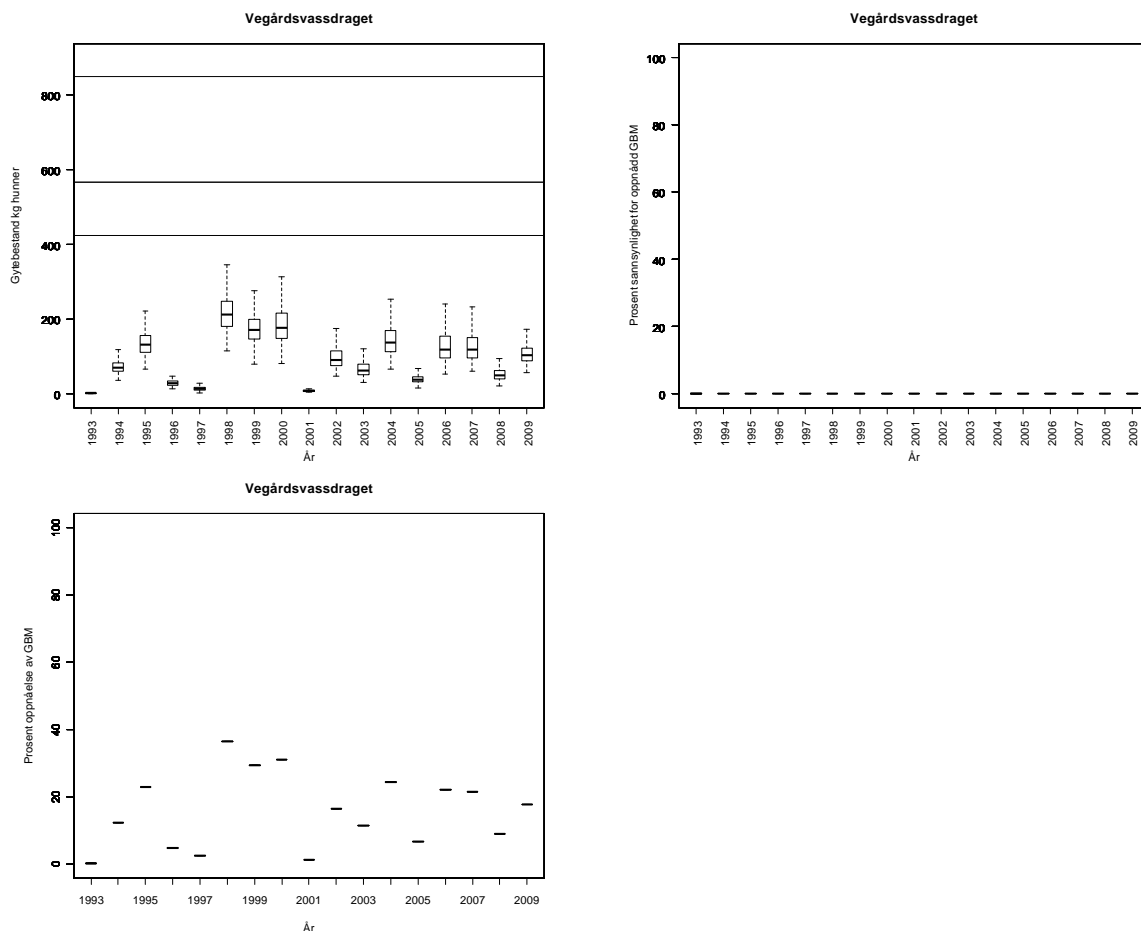 Vegårdsvassdraget
Gytebestand kg hunner
800
600
400
200
0
1993 1994 1995 1996 1997 1998 1999 2000 2001 2002 2003 2004 2005 2006 2007 2008 2009
År
Vegårdsvassdraget
Prosent sannsynlighet for oppnådd GBM
100
80
60
40
20
0
1993 1994 1995 1996 1997 1998 1999 2000 2001 2002 2003 2004 2005 2006 2007 2008 2009
År
Vegårdsvassdraget
Prosent oppnåelse av GBM
100
80
60
40
20
0
1993 1995 1997 1999 2001 2003 2005 2007 2009
År